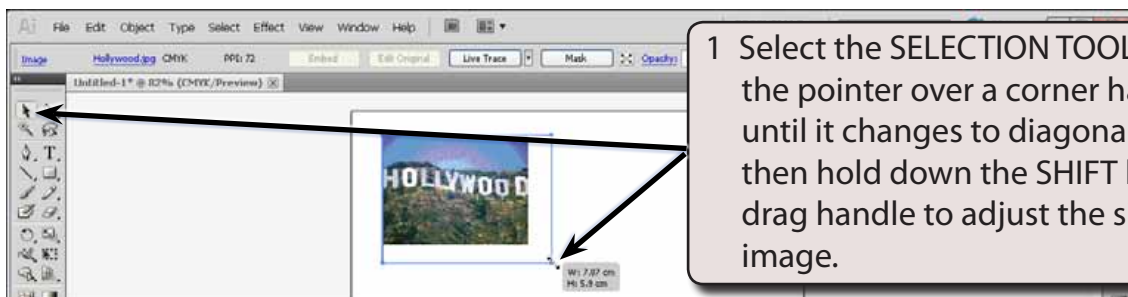 Ai File Edit Object Type Select Effect View Window Help Br
Image Hollywood.jpg CMYK PPI: 72 Embed Edit Original Live Trace Mask Opacity
Untitled-1* @ 82% (CMYK/Preview)
HOLLYWOOD
W: 7.87 cm
H: 5.9 cm
1 Select the SELECTION TOOL
the pointer over a corner ha
until it changes to diagona
then hold down the SHIFT
drag handle to adjust the s
image.